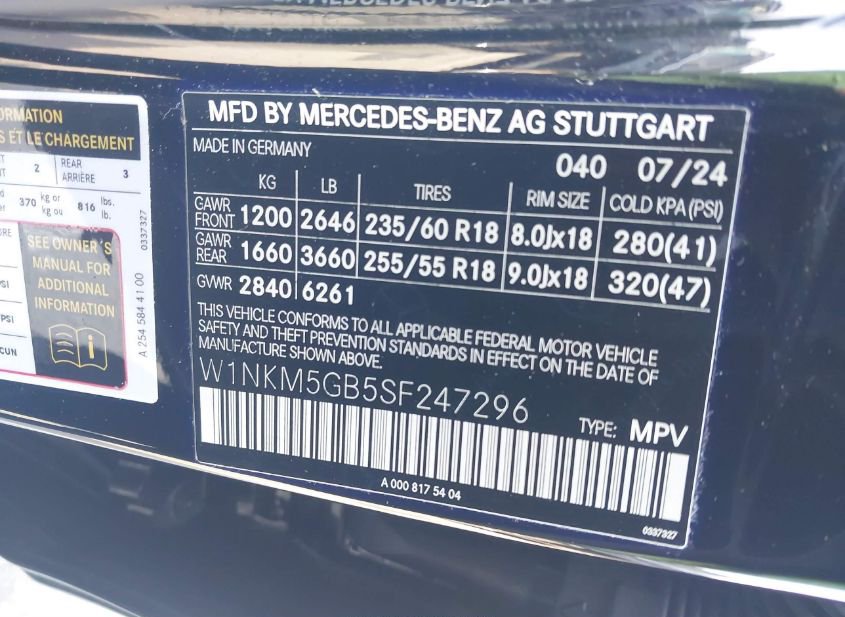 MFD BY MERCEDES-BENZ AG STUTTGART
MADE IN GERMANY
040 07/24
KG LB TIRES RIM SIZE COLD KPA (PSI)
GAWR FRONT 1200 2646 235/60 R18 8.0Jx18 280(41)
GAWR REAR 1660 3660 255/55 R18 9.0Jx18 320(47)
GVWR 2840 6261
THIS VEHICLE CONFORMS TO ALL APPLICABLE FEDERAL MOTOR VEHICLE
SAFETY AND THEFT PREVENTION STANDARDS IN EFFECT ON THE DATE OF
MANUFACTURE SHOWN ABOVE.
W1NKM5GB5SF247296
TYPE: MPV
A 000 817 54 04
0337327
ET LE CHARGEMENT
2 REAR 3
ARRIÈRE
370 kg or 816 lbs.
kg ou lb.
0337327
SEE OWNER'S
MANUAL FOR
ADDITIONAL
INFORMATION
i
A 254 584 41 00